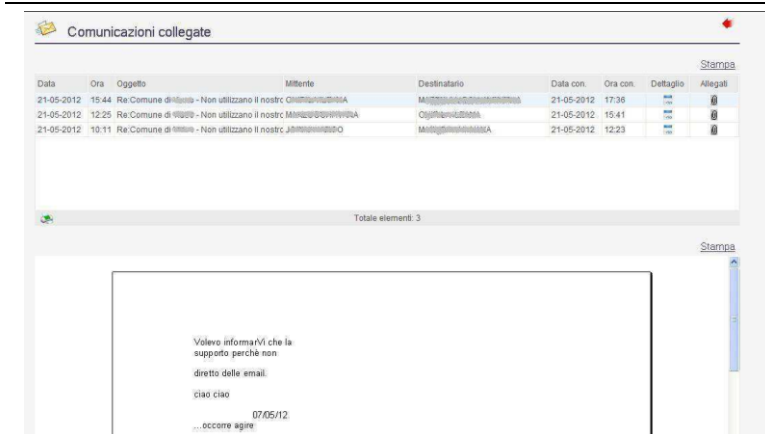 Comunicazioni collegate
Stampa
Data Ora Oggetto Mittente Destinatario Data con. Ora con. Dettaglio Allegati
21-05-2012 15:44 Re:Comune di - Non utilizzano il nostro 21-05-2012 17:36
21-05-2012 12:25 Re:Comune di - Non utilizzano il nostro 21-05-2012 15:41
21-05-2012 10:11 Re:Comune di - Non utilizzano il nostro 21-05-2012 12:23
Totale elementi: 3
Stampa
Volevo informarVi che la
supporto perchè non
diretto delle email.
ciao ciao
07/05/12
...occorre agire